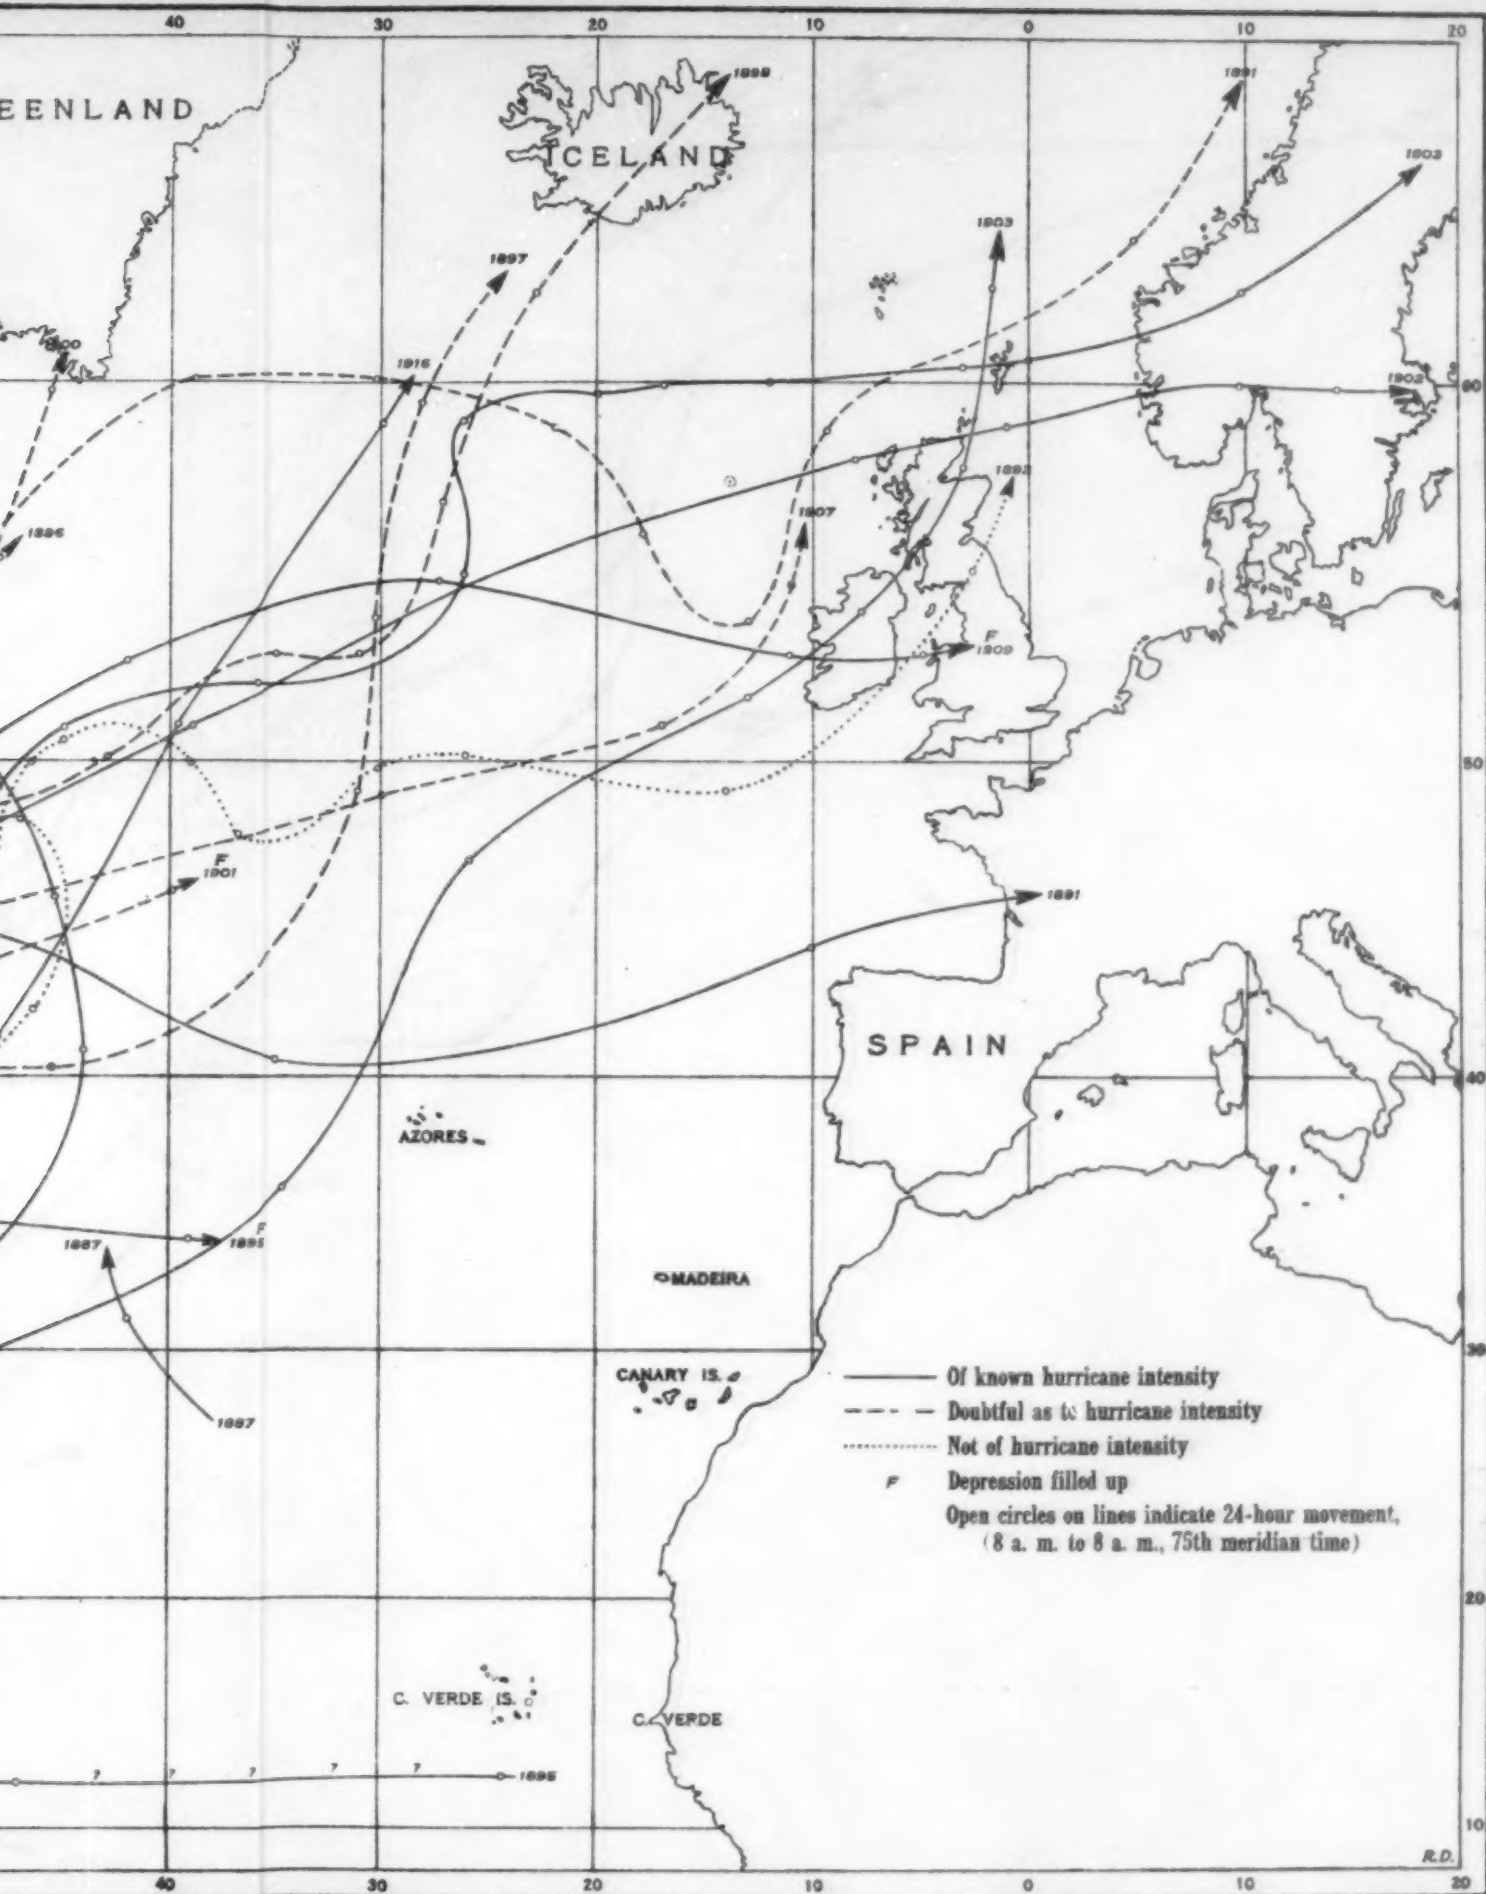 40 30 20 10 0 10 20
EENLAND
1898
1891
ICELAND
1903
1903
1897
1900
1916
60
1902
1892
1907
1896
F
1909
50
F
1901
1891
SPAIN
40
AZORES
F
1887 1895
MADEIRA
30
CANARY IS.
Of known hurricane intensity
Doubtful as to hurricane intensity
1887
Not of hurricane intensity
F Depression filled up
Open circles on lines indicate 24-hour movement,
(8 a. m. to 8 a. m., 75th meridian time)
20
C. VERDE IS.
C. VERDE
? ? ? ? ? 1895
10
R.D.
40 30 20 10 0 10 20